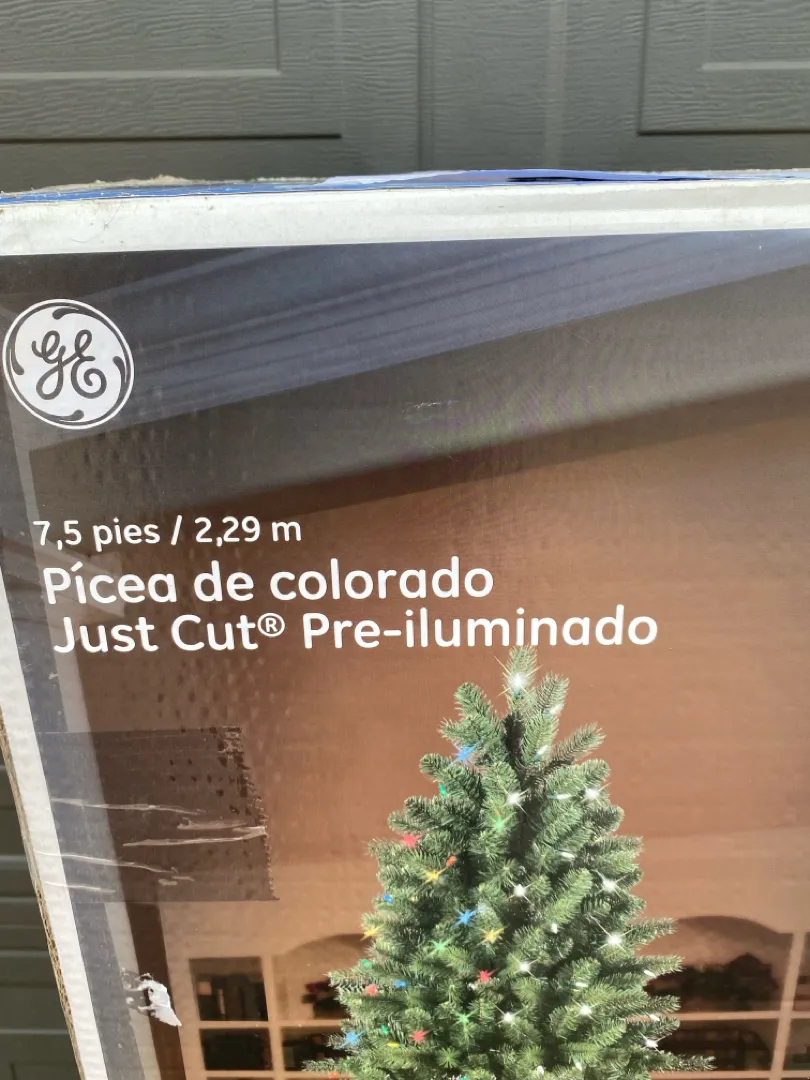 GE
7,5 pies / 2,29 m
Pícea de colorado
Just Cut® Pre-iluminado